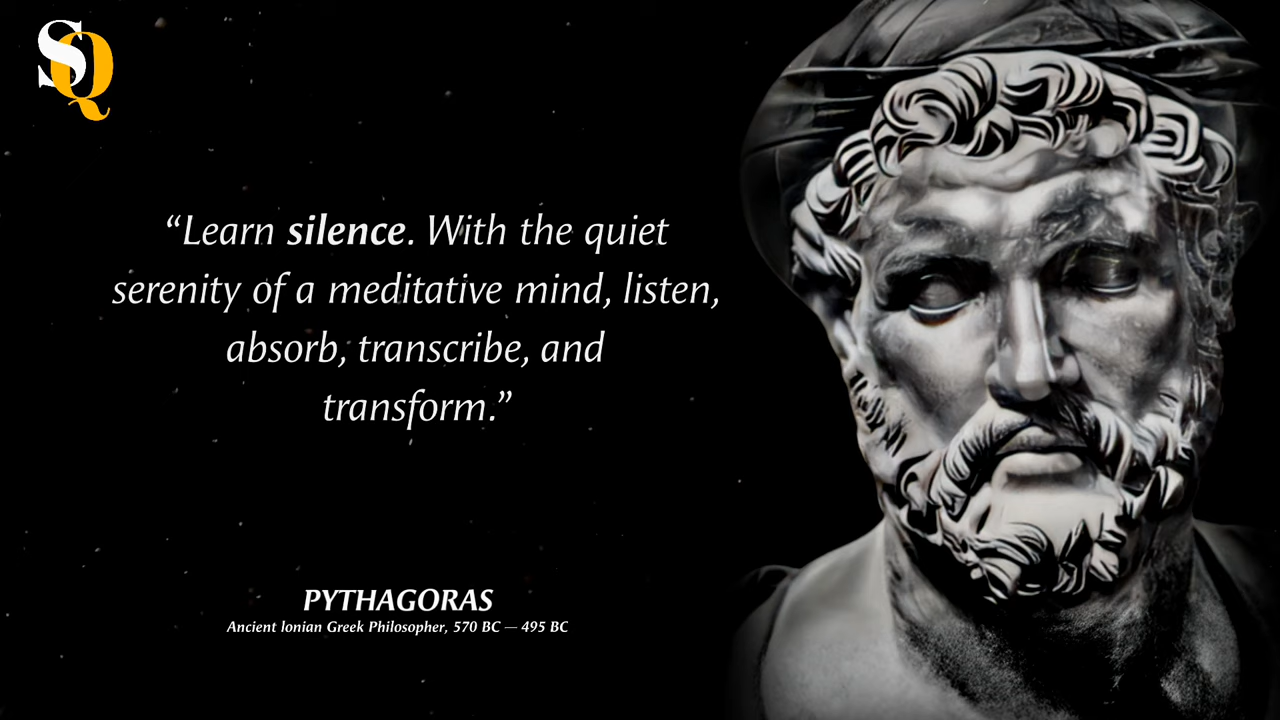 SQ
“Learn silence. With the quiet
serenity of a meditative mind, listen,
absorb, transcribe, and
transform.”
PYTHAGORAS
Ancient Ionian Greek Philosopher, 570 BC — 495 BC